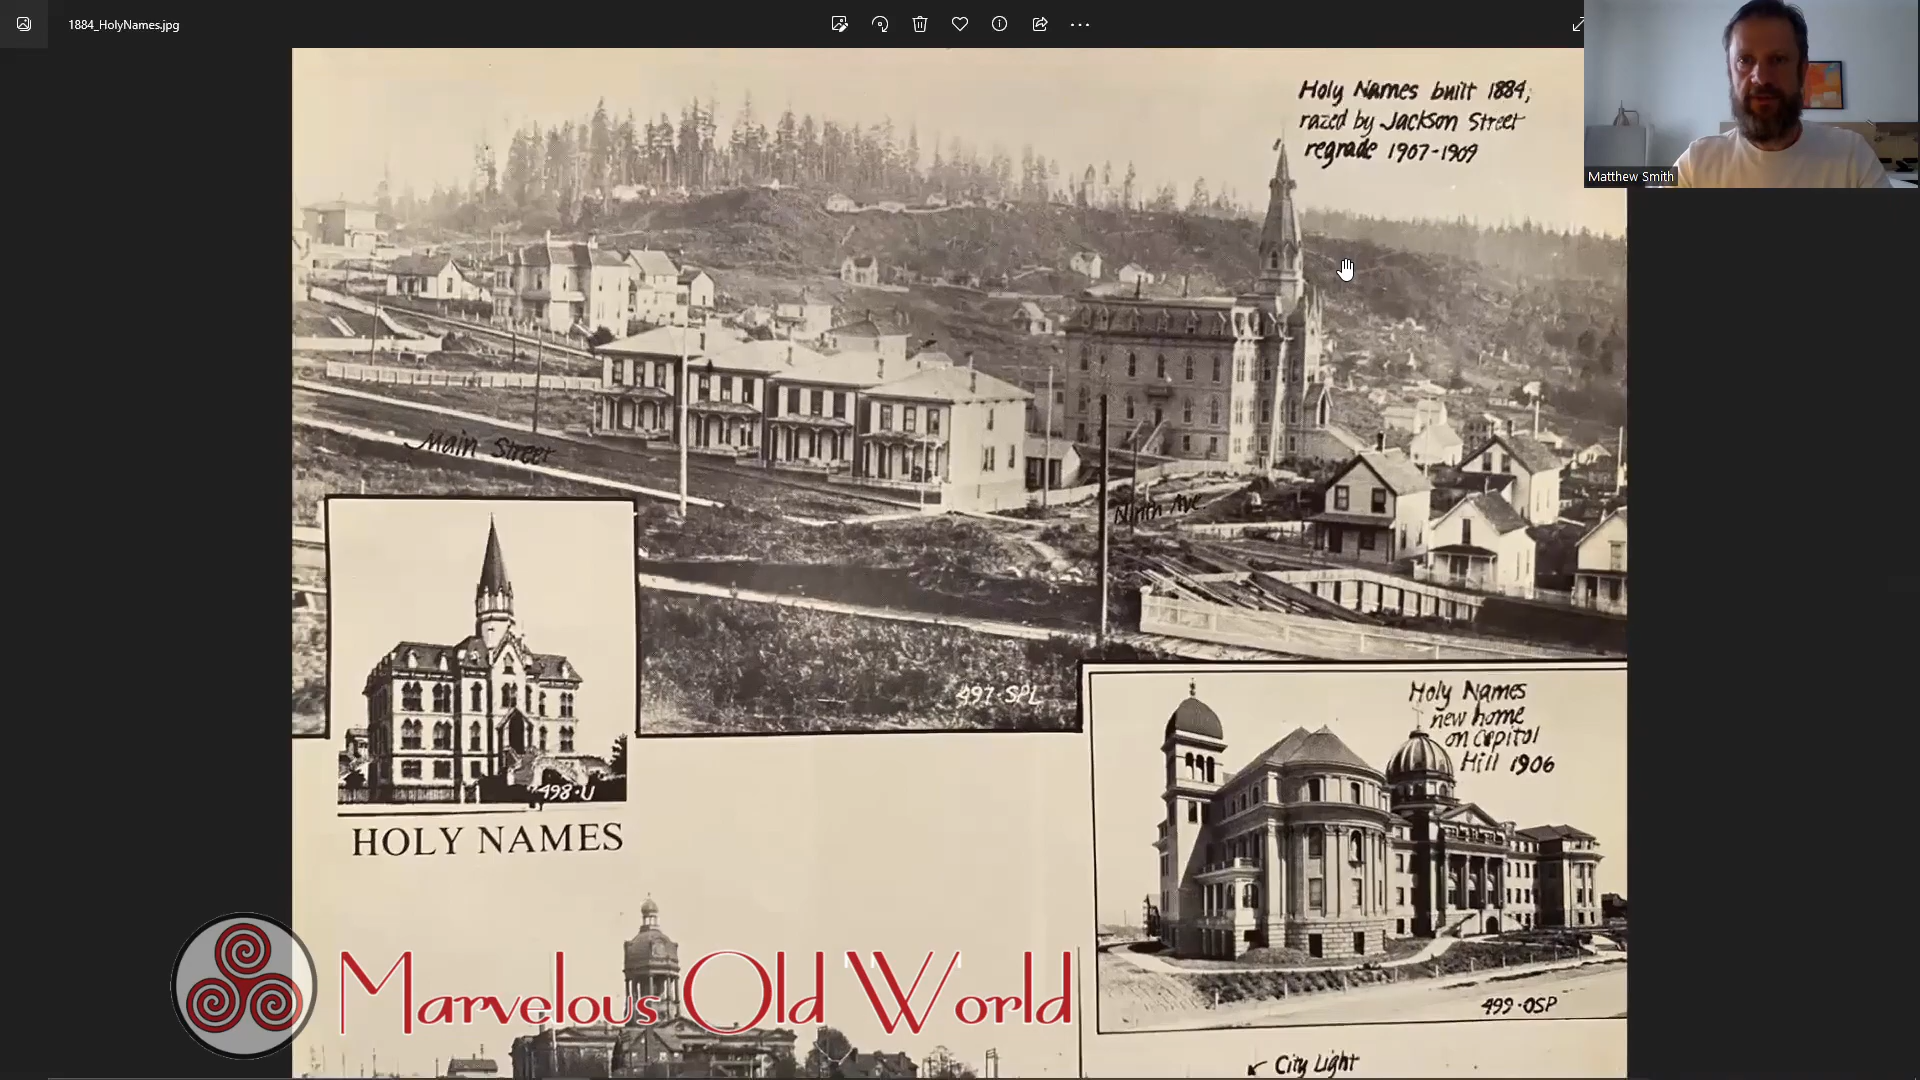 1884_HolyNames.jpg
Holy Names built 1884,
razed by Jackson Street
regrade 1907-1909
Matthew Smith
Main Street
Ninth Ave.
497·SPL
498·U
HOLY NAMES
Holy Names
new home
on Capitol
Hill 1906
499·OSP
Marvelous Old World
City Light